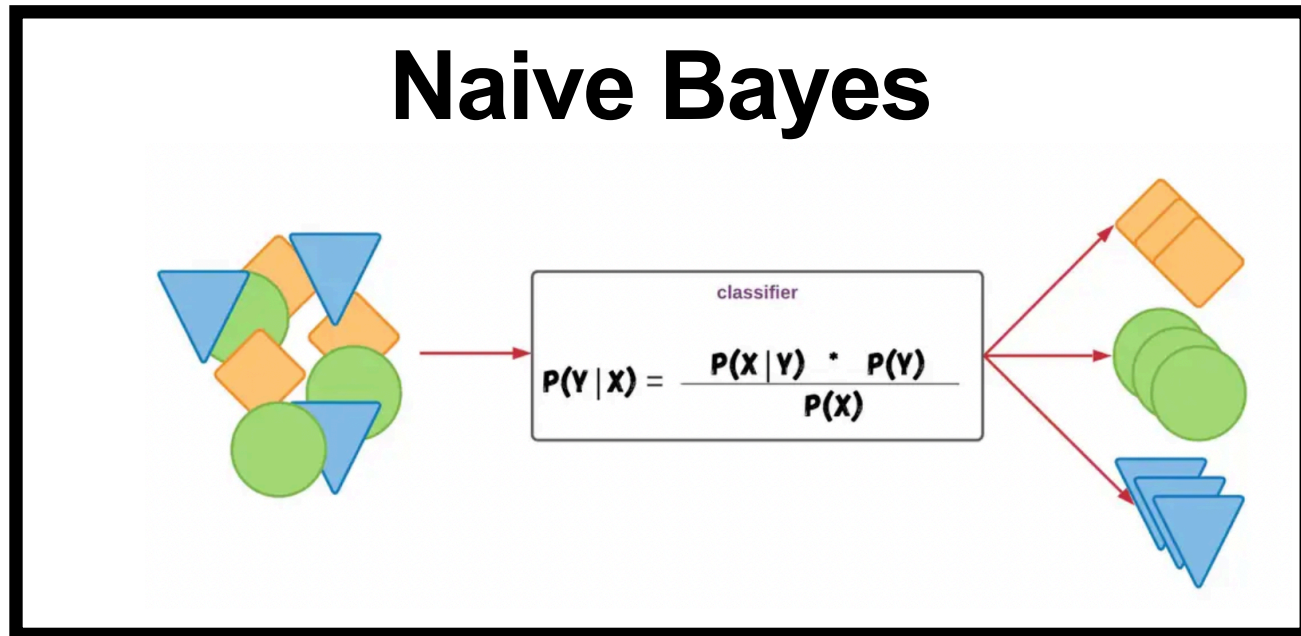 Naive Bayes
classifier
P(Y|X) = P(X|Y) * P(Y)
P(X)